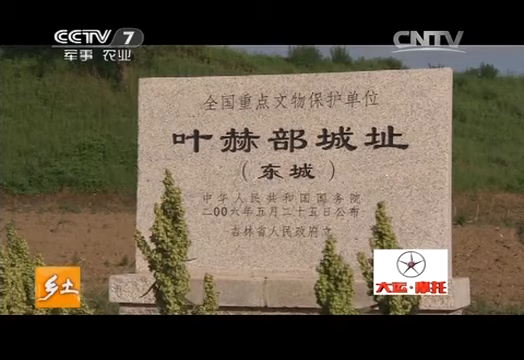 CCTV 7
军事 农业
CNTV
全国重点文物保护单位
叶赫部城址
(东城)
中华人民共和国国务院
二00六年五月二十五日公布
吉林省人民政府立
乡土
大运·摩托